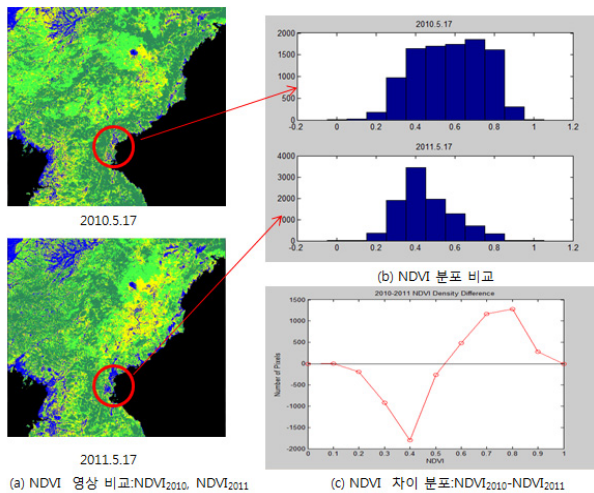 2010.5.17
2011.5.17
(a) NDVI 영상 비교:NDVI2010, NDVI2011
2010.5.17
2000
1500
1000
500
0
-0.2 0 0.2 0.4 0.6 0.8 1 1.2
2011.5.17
4000
3000
2000
1000
0
-0.2 0 0.2 0.4 0.6 0.8 1 1.2
(b) NDVI 분포 비교
2010-2011 NDVI Density Difference
Number of Pixels
1500
1000
500
0
-500
-1000
-1500
-2000
0 0.1 0.2 0.3 0.4 0.5 0.6 0.7 0.8 0.9 1
NDVI
(c) NDVI 차이 분포:NDVI2010-NDVI2011